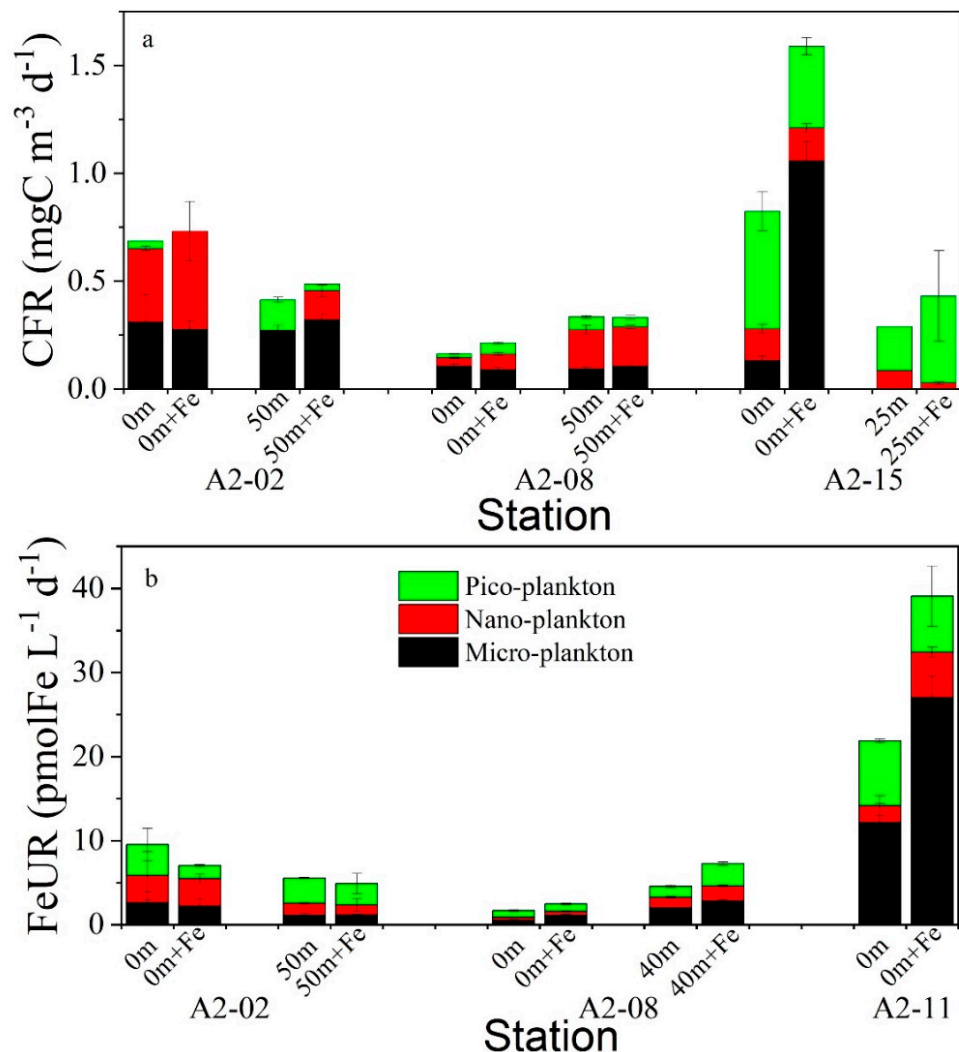 a
CFR (mgC m⁻³ d⁻¹)
1.5
1.0
0.5
0.0
0m 0m+Fe 50m 50m+Fe 0m 0m+Fe 50m 50m+Fe 0m 0m+Fe 25m 25m+Fe
A2-02 A2-08 A2-15
Station
b
FeUR (pmolFe L⁻¹ d⁻¹)
40
30
20
10
0
Pico-plankton
Nano-plankton
Micro-plankton
0m 0m+Fe 50m 50m+Fe 0m 0m+Fe 40m 40m+Fe 0m 0m+Fe
A2-02 A2-08 A2-11
Station